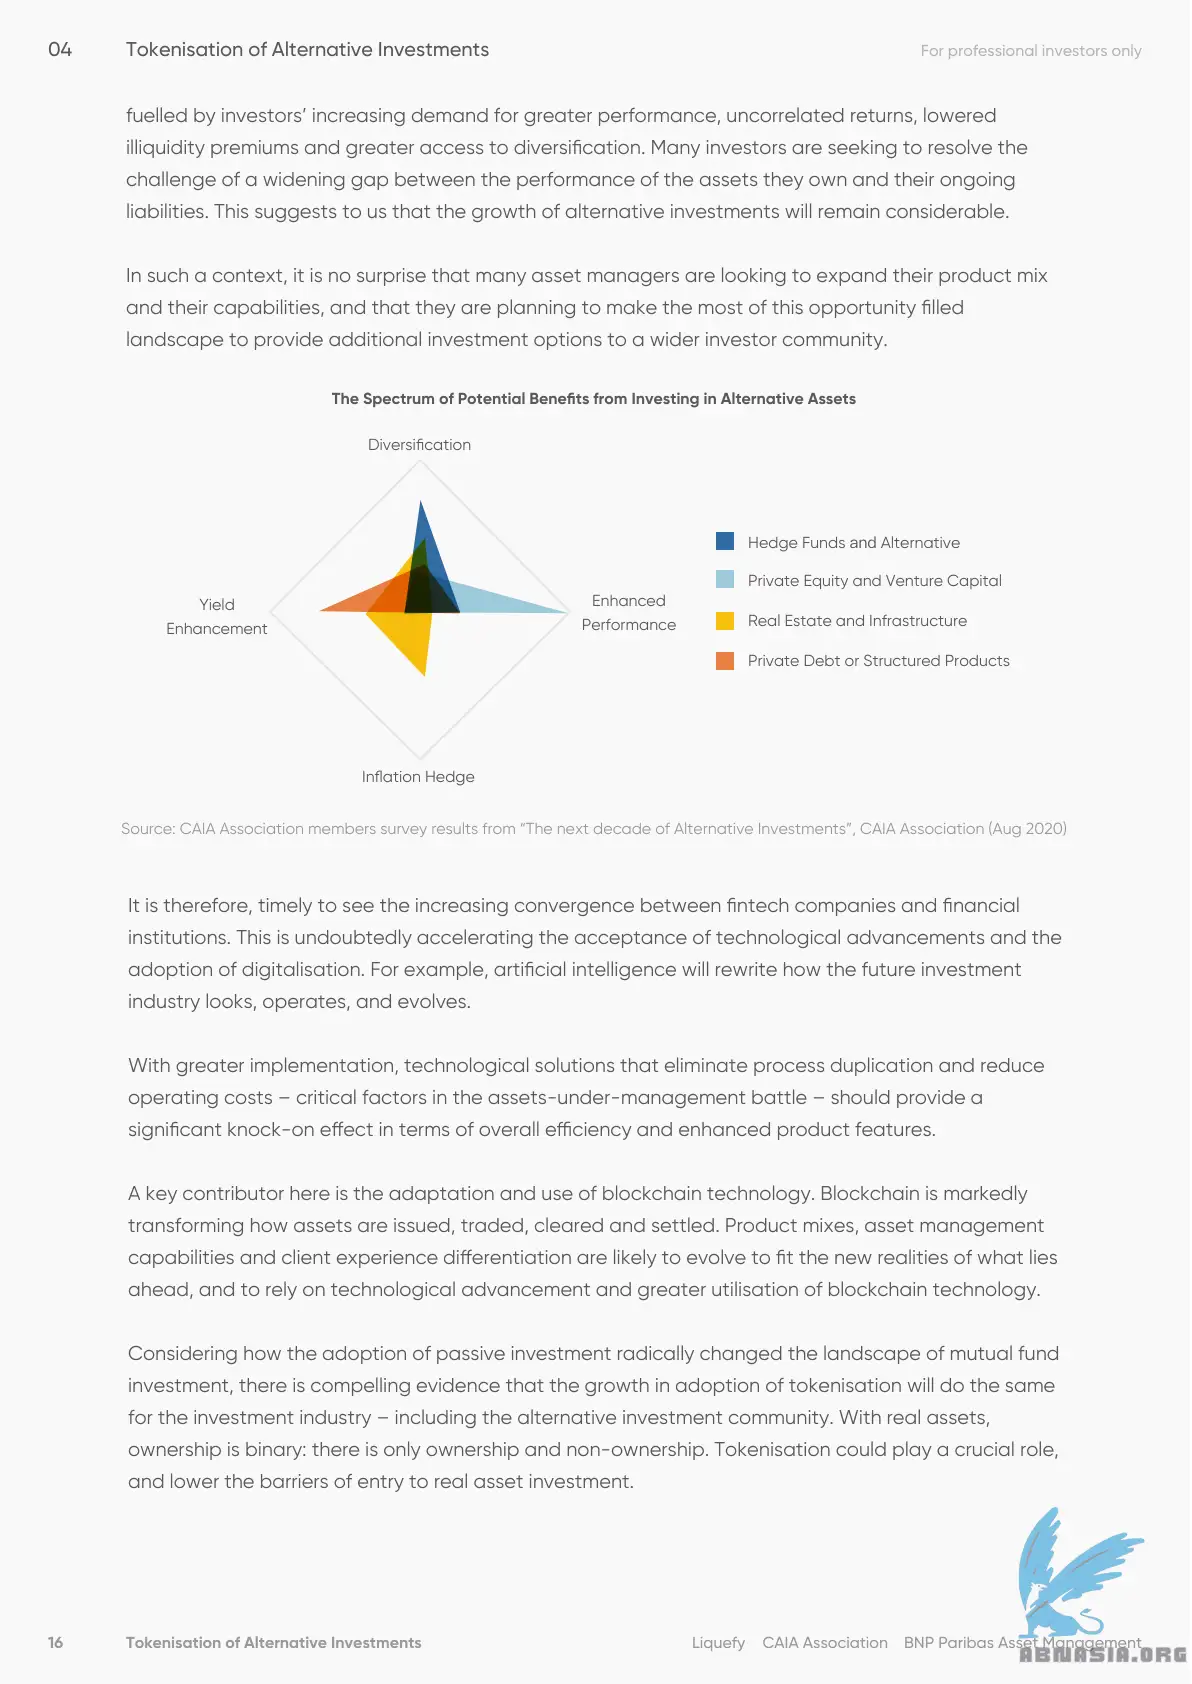 04 Tokenisation of Alternative Investments For professional investors only
fuelled by investors’ increasing demand for greater performance, uncorrelated returns, lowered
illiquidity premiums and greater access to diversification. Many investors are seeking to resolve the
challenge of a widening gap between the performance of the assets they own and their ongoing
liabilities. This suggests to us that the growth of alternative investments will remain considerable.
In such a context, it is no surprise that many asset managers are looking to expand their product mix
and their capabilities, and that they are planning to make the most of this opportunity filled
landscape to provide additional investment options to a wider investor community.
The Spectrum of Potential Benefits from Investing in Alternative Assets
Diversification
Yield
Enhancement
Enhanced
Performance
Inflation Hedge
Hedge Funds and Alternative
Private Equity and Venture Capital
Real Estate and Infrastructure
Private Debt or Structured Products
Source: CAIA Association members survey results from “The next decade of Alternative Investments”, CAIA Association (Aug 2020)
It is therefore, timely to see the increasing convergence between fintech companies and financial
institutions. This is undoubtedly accelerating the acceptance of technological advancements and the
adoption of digitalisation. For example, artificial intelligence will rewrite how the future investment
industry looks, operates, and evolves.
With greater implementation, technological solutions that eliminate process duplication and reduce
operating costs – critical factors in the assets-under-management battle – should provide a
significant knock-on effect in terms of overall efficiency and enhanced product features.
A key contributor here is the adaptation and use of blockchain technology. Blockchain is markedly
transforming how assets are issued, traded, cleared and settled. Product mixes, asset management
capabilities and client experience differentiation are likely to evolve to fit the new realities of what lies
ahead, and to rely on technological advancement and greater utilisation of blockchain technology.
Considering how the adoption of passive investment radically changed the landscape of mutual fund
investment, there is compelling evidence that the growth in adoption of tokenisation will do the same
for the investment industry – including the alternative investment community. With real assets,
ownership is binary: there is only ownership and non-ownership. Tokenisation could play a crucial role,
and lower the barriers of entry to real asset investment.
16 Tokenisation of Alternative Investments Liquefy CAIA Association BNP Paribas Asset Management
ABNASIA.ORG